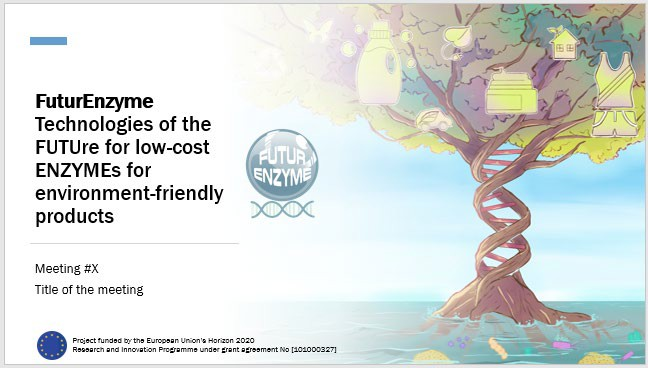 FuturEnzyme
Technologies of the
FUTUre for low-cost
ENZYMEs for
environment-friendly
products
FUTUR
ENZYME
Meeting #X
Title of the meeting
Project funded by the European Union's Horizon 2020
Research and Innovation Programme under grant agreement No [101000327]